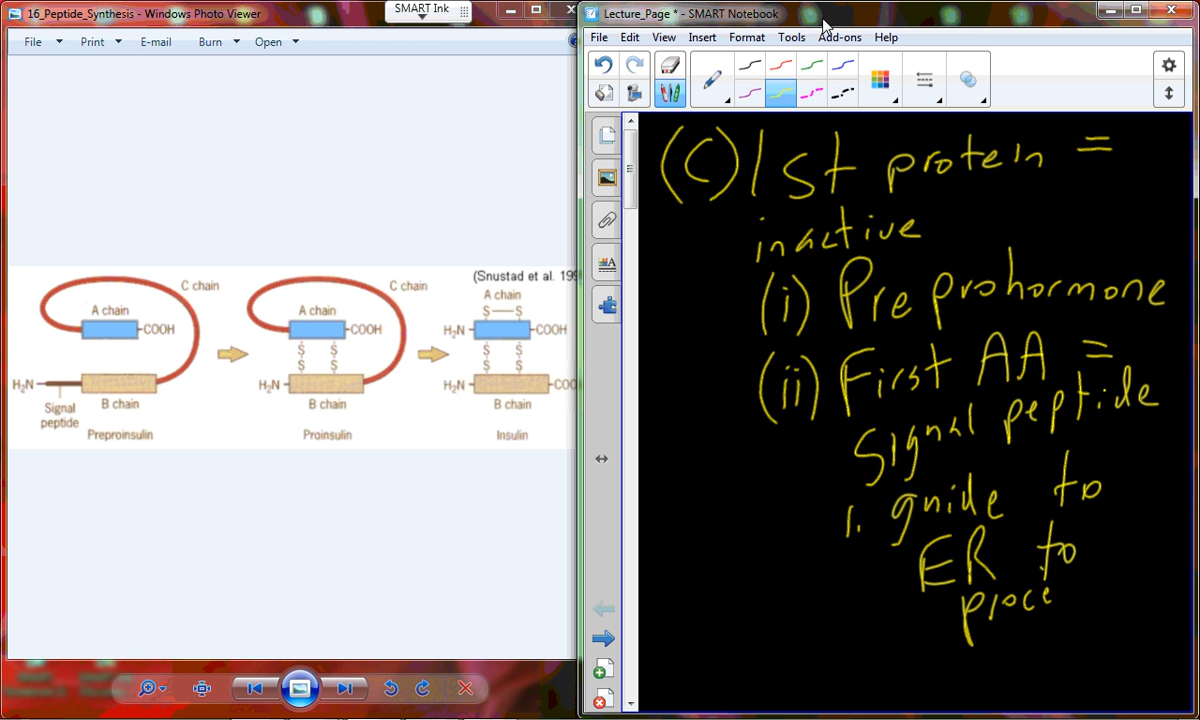 16_Peptide_Synthesis - Windows Photo Viewer
SMART Ink
File Print E-mail Burn Open
(Snustad et al. 199
C chain
A chain
COOH
H₂N
Signal
peptide
B chain
Preproinsulin
C chain
A chain
COOH
S S
S S
H₂N
B chain
Proinsulin
A chain
S S
H₂N COOH
S S
S S
H₂N COO
B chain
Insulin
Lecture_Page * - SMART Notebook
File Edit View Insert Format Tools Add-ons Help
(C) 1st protein =
inactive
(i) Preprohormone
(ii) First AA =
Signal peptide
1. guide to
ER to
proce